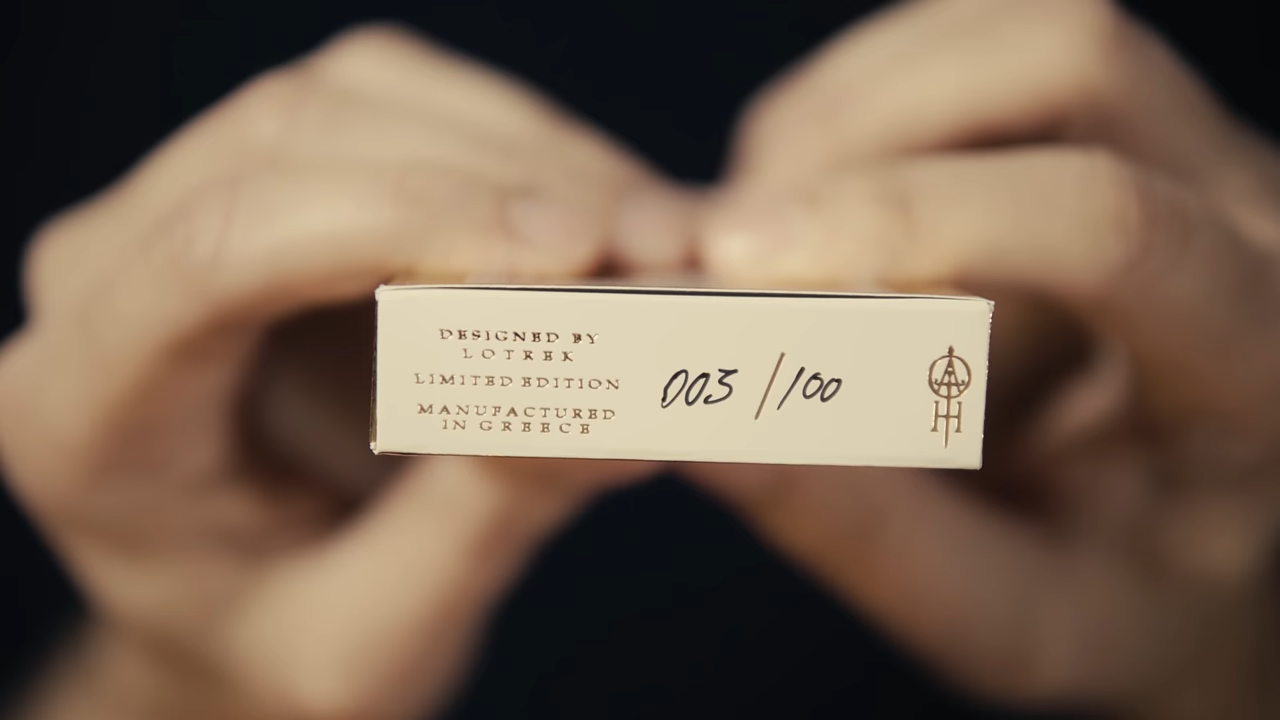 DESIGNED BY
LOTREK
LIMITED EDITION
MANUFACTURED
IN GREECE
003 /100